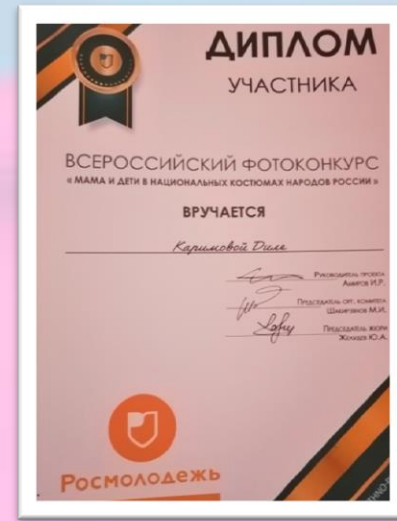 ДИПЛОМ
УЧАСТНИКА
ВСЕРОССИЙСКИЙ ФОТОКОНКУРС
« МАМА И ДЕТИ В НАЦИОНАЛЬНЫХ КОСТЮМАХ НАРОДОВ РОССИИ »
ВРУЧАЕТСЯ
Каримовой Диле
Руководитель проекта
Председатель орг. комитета
Председатель жюри
Росмолодежь